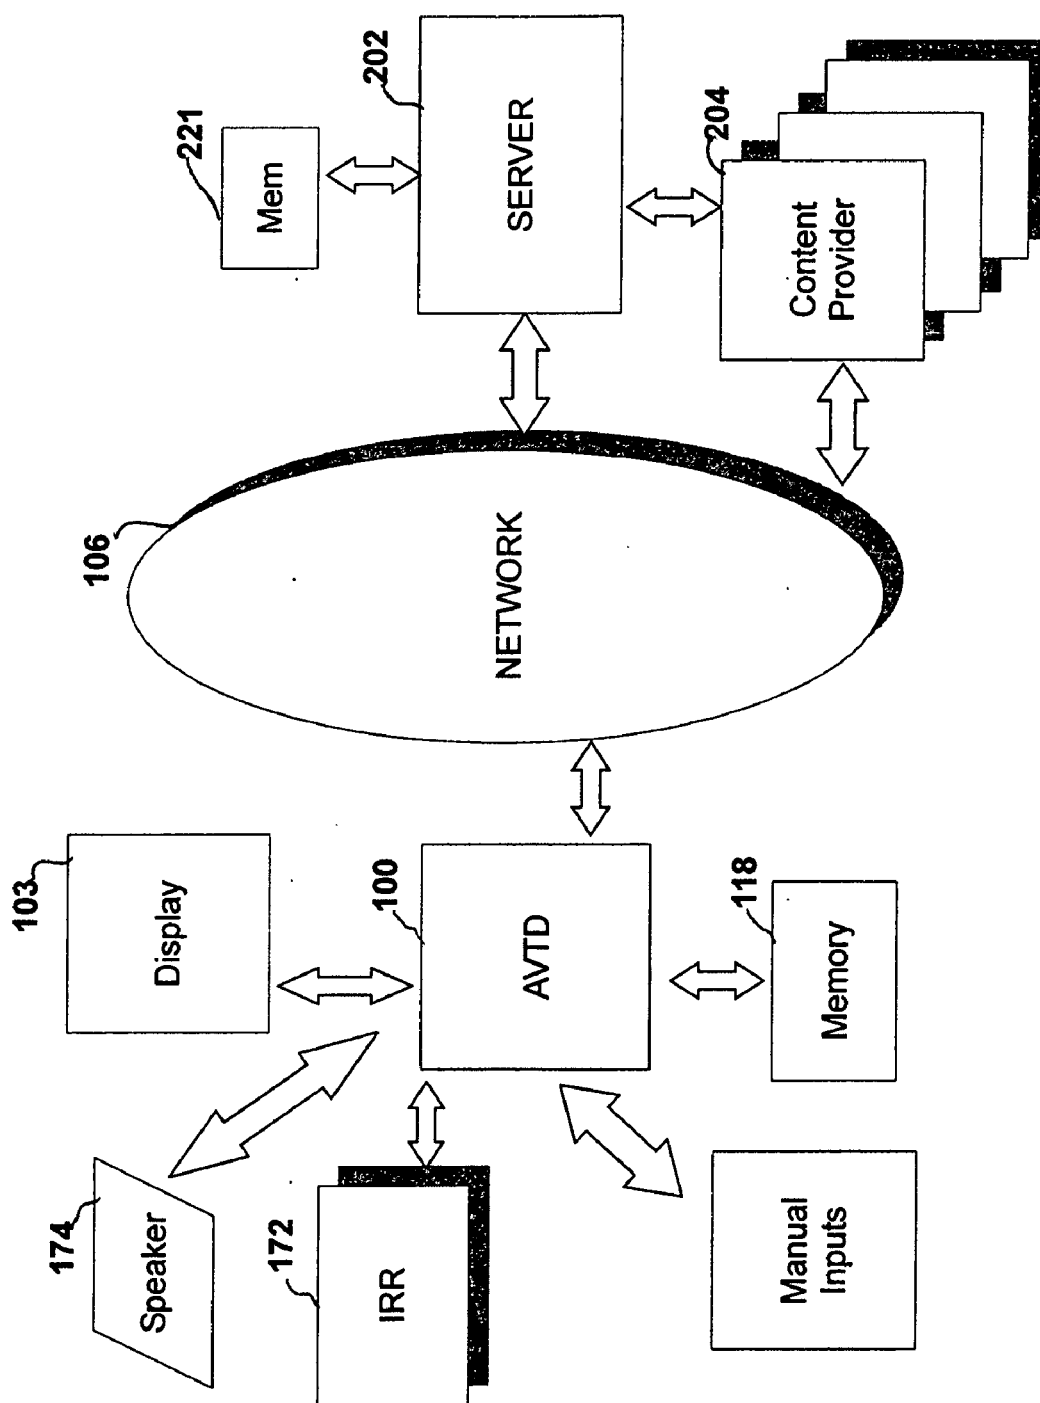 174
Speaker
103
Display
221
Mem
172
IRR
100
AVTD
106
NETWORK
202
SERVER
Manual
Inputs
118
Memory
204
Content
Provider